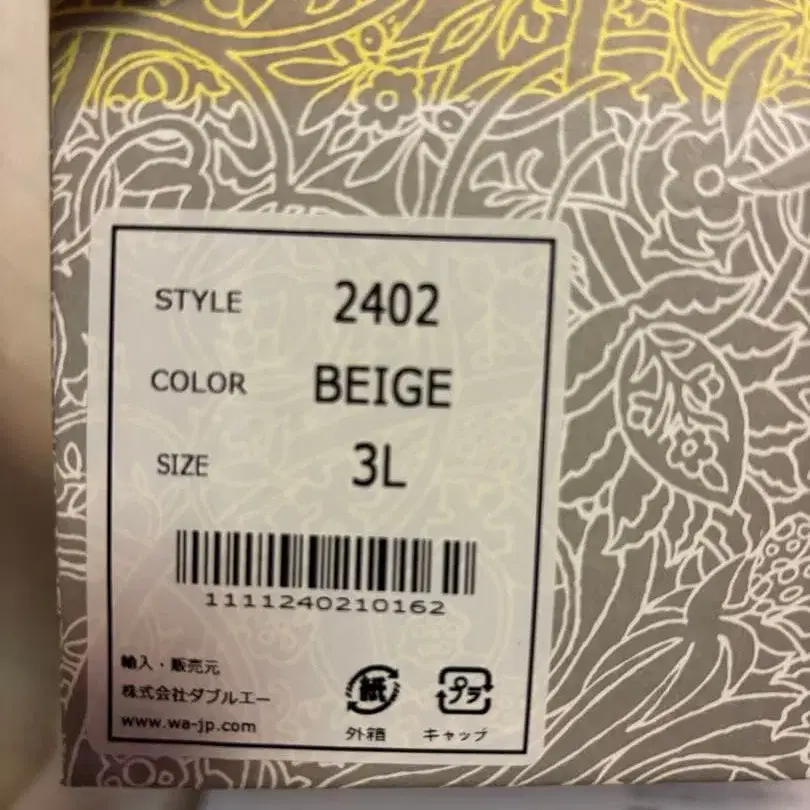 STYLE 2402
COLOR BEIGE
SIZE 3L
1111240210162
輸入・販売元
株式会社ダブルエー
www.wa-jp.com
紙
プラ
外箱
キャップ